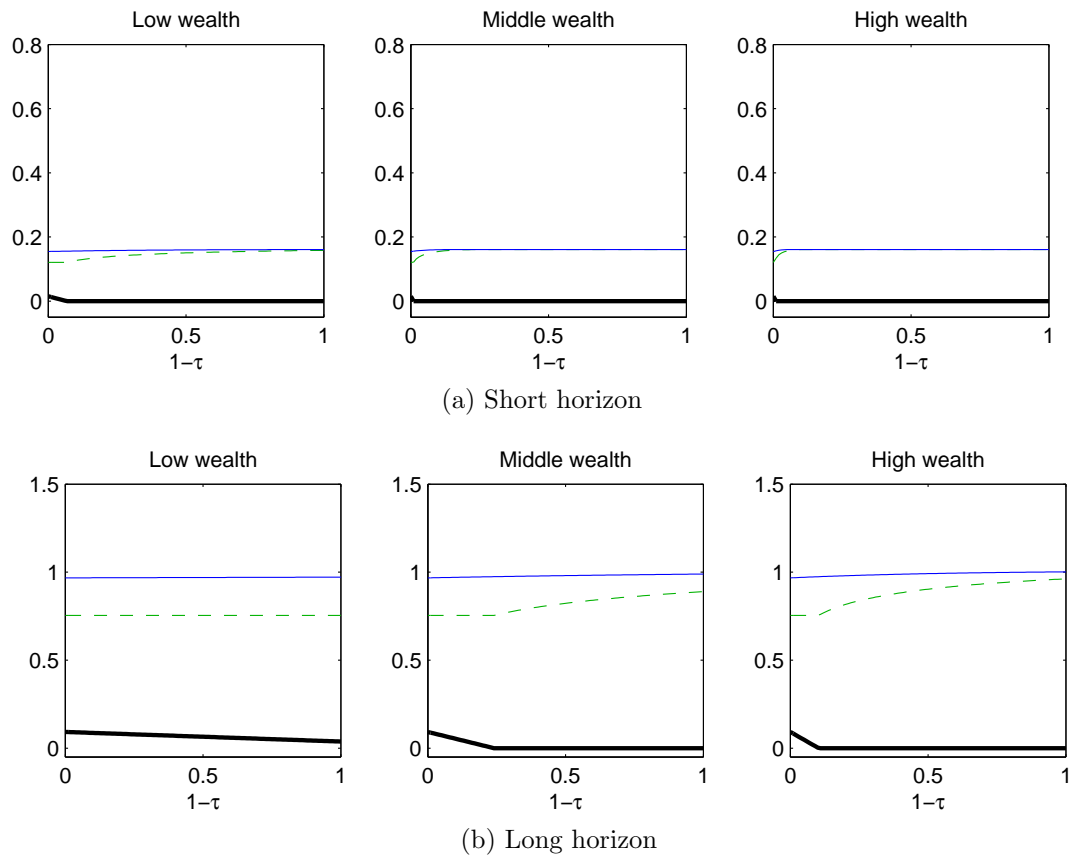 Low wealth Middle wealth High wealth
0.8 0.8 0.8
0.6 0.6 0.6
0.4 0.4 0.4
0.2 0.2 0.2
0 0 0
0 0.5 1 0 0.5 1 0 0.5 1
1−τ 1−τ 1−τ
(a) Short horizon
Low wealth Middle wealth High wealth
1.5 1.5 1.5
1 1 1
0.5 0.5 0.5
0 0 0
0 0.5 1 0 0.5 1 0 0.5 1
1−τ 1−τ 1−τ
(b) Long horizon